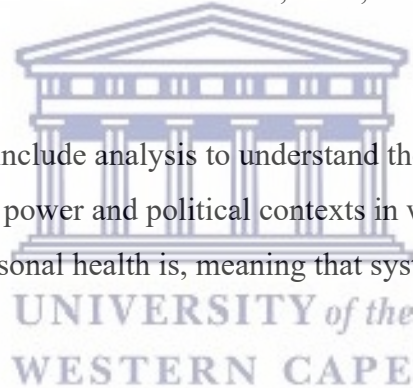 include analysis to understand th
power and political contexts in
sonal health is, meaning that sys
UNIVERSITY of the
WESTERN CAPE